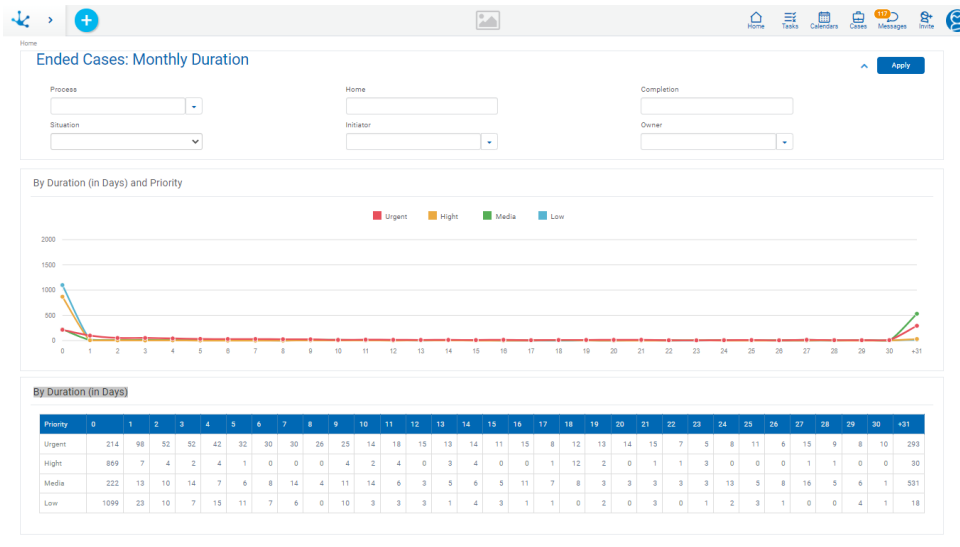 117
Home Tasks Calendars Cases Messages Invite
Home
Ended Cases: Monthly Duration
Apply
Process Home Completion
Situation Initiator Owner
By Duration (in Days) and Priority
Urgent Hight Media Low
2000
1500
1000
500
0
0 1 2 3 4 5 6 7 8 9 10 11 12 13 14 15 16 17 18 19 20 21 22 23 24 25 26 27 28 29 30 +31
By Duration (in Days)
Priority 0 1 2 3 4 5 6 7 8 9 10 11 12 13 14 15 16 17 18 19 20 21 22 23 24 25 26 27 28 29 30 +31
Urgent 214 98 52 52 42 32 30 30 26 25 14 18 15 13 14 11 15 8 12 13 14 15 7 5 8 11 6 15 9 8 10 293
Hight 869 7 4 2 4 1 0 0 0 4 2 4 0 3 4 0 0 1 12 2 0 1 1 3 0 0 0 1 1 0 0 30
Media 222 13 10 14 7 6 8 14 4 11 14 6 3 5 6 5 11 7 8 3 3 3 3 3 13 5 8 16 5 6 1 531
Low 1099 23 10 7 15 11 7 6 0 10 3 3 3 1 4 3 1 1 0 2 0 3 0 1 2 3 1 0 0 4 1 18